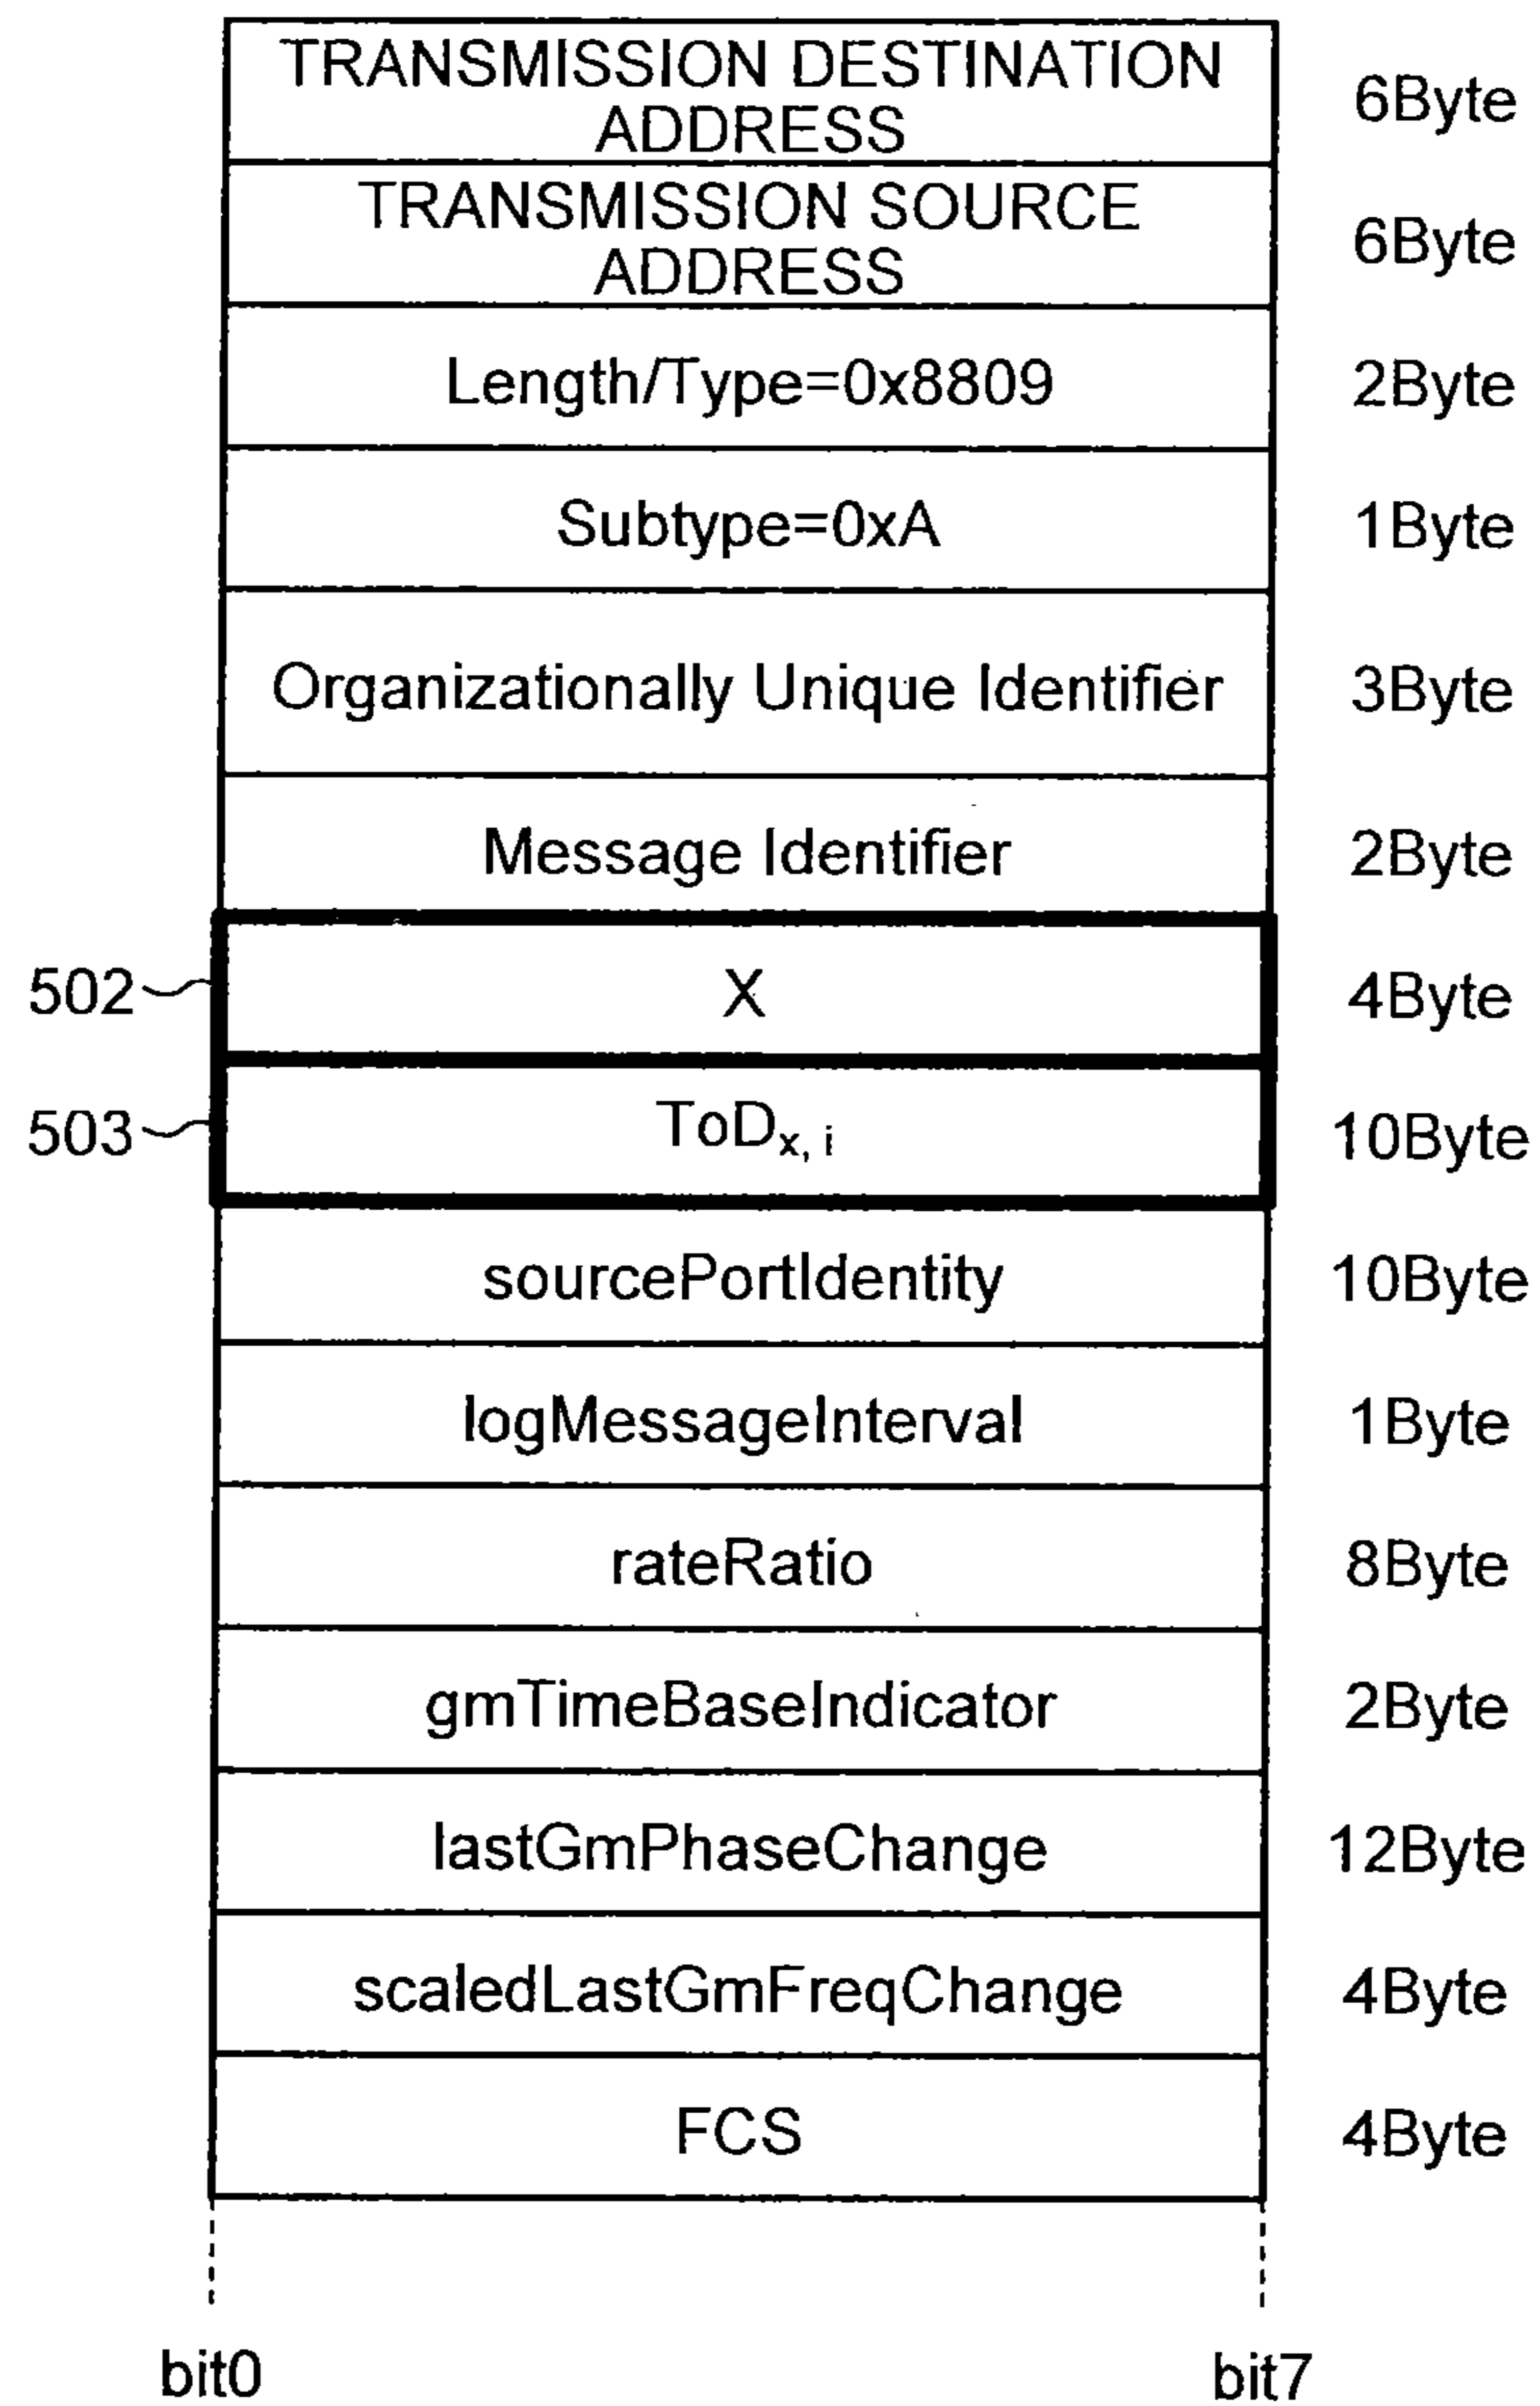 TRANSMISSION DESTINATION
ADDRESS
6Byte
TRANSMISSION SOURCE
ADDRESS
6Byte
Length/Type=0x8809
2Byte
Subtype=0xA
1Byte
Organizationally Unique Identifier
3Byte
Message Identifier
2Byte
502
X
4Byte
503
ToDx, i
10Byte
sourcePortIdentity
10Byte
logMessageInterval
1Byte
rateRatio
8Byte
gmTimeBaseIndicator
2Byte
lastGmPhaseChange
12Byte
scaledLastGmFreqChange
4Byte
FCS
4Byte
bit0
bit7